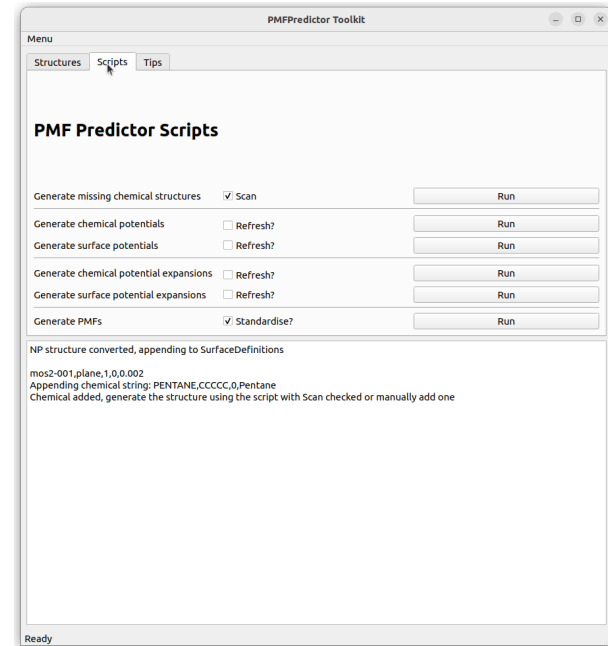 PMFPredictor Toolkit
Menu
Structures Scripts Tips
PMF Predictor Scripts
Generate missing chemical structures Scan Run
Generate chemical potentials Refresh? Run
Generate surface potentials Refresh? Run
Generate chemical potential expansions Refresh? Run
Generate surface potential expansions Refresh? Run
Generate PMFs Standardise? Run
NP structure converted, appending to SurfaceDefinitions
mos2-001,plane,1,0,0.002
Appending chemical string: PENTANE,CCCCC,0,Pentane
Chemical added, generate the structure using the script with Scan checked or manually add one
Ready